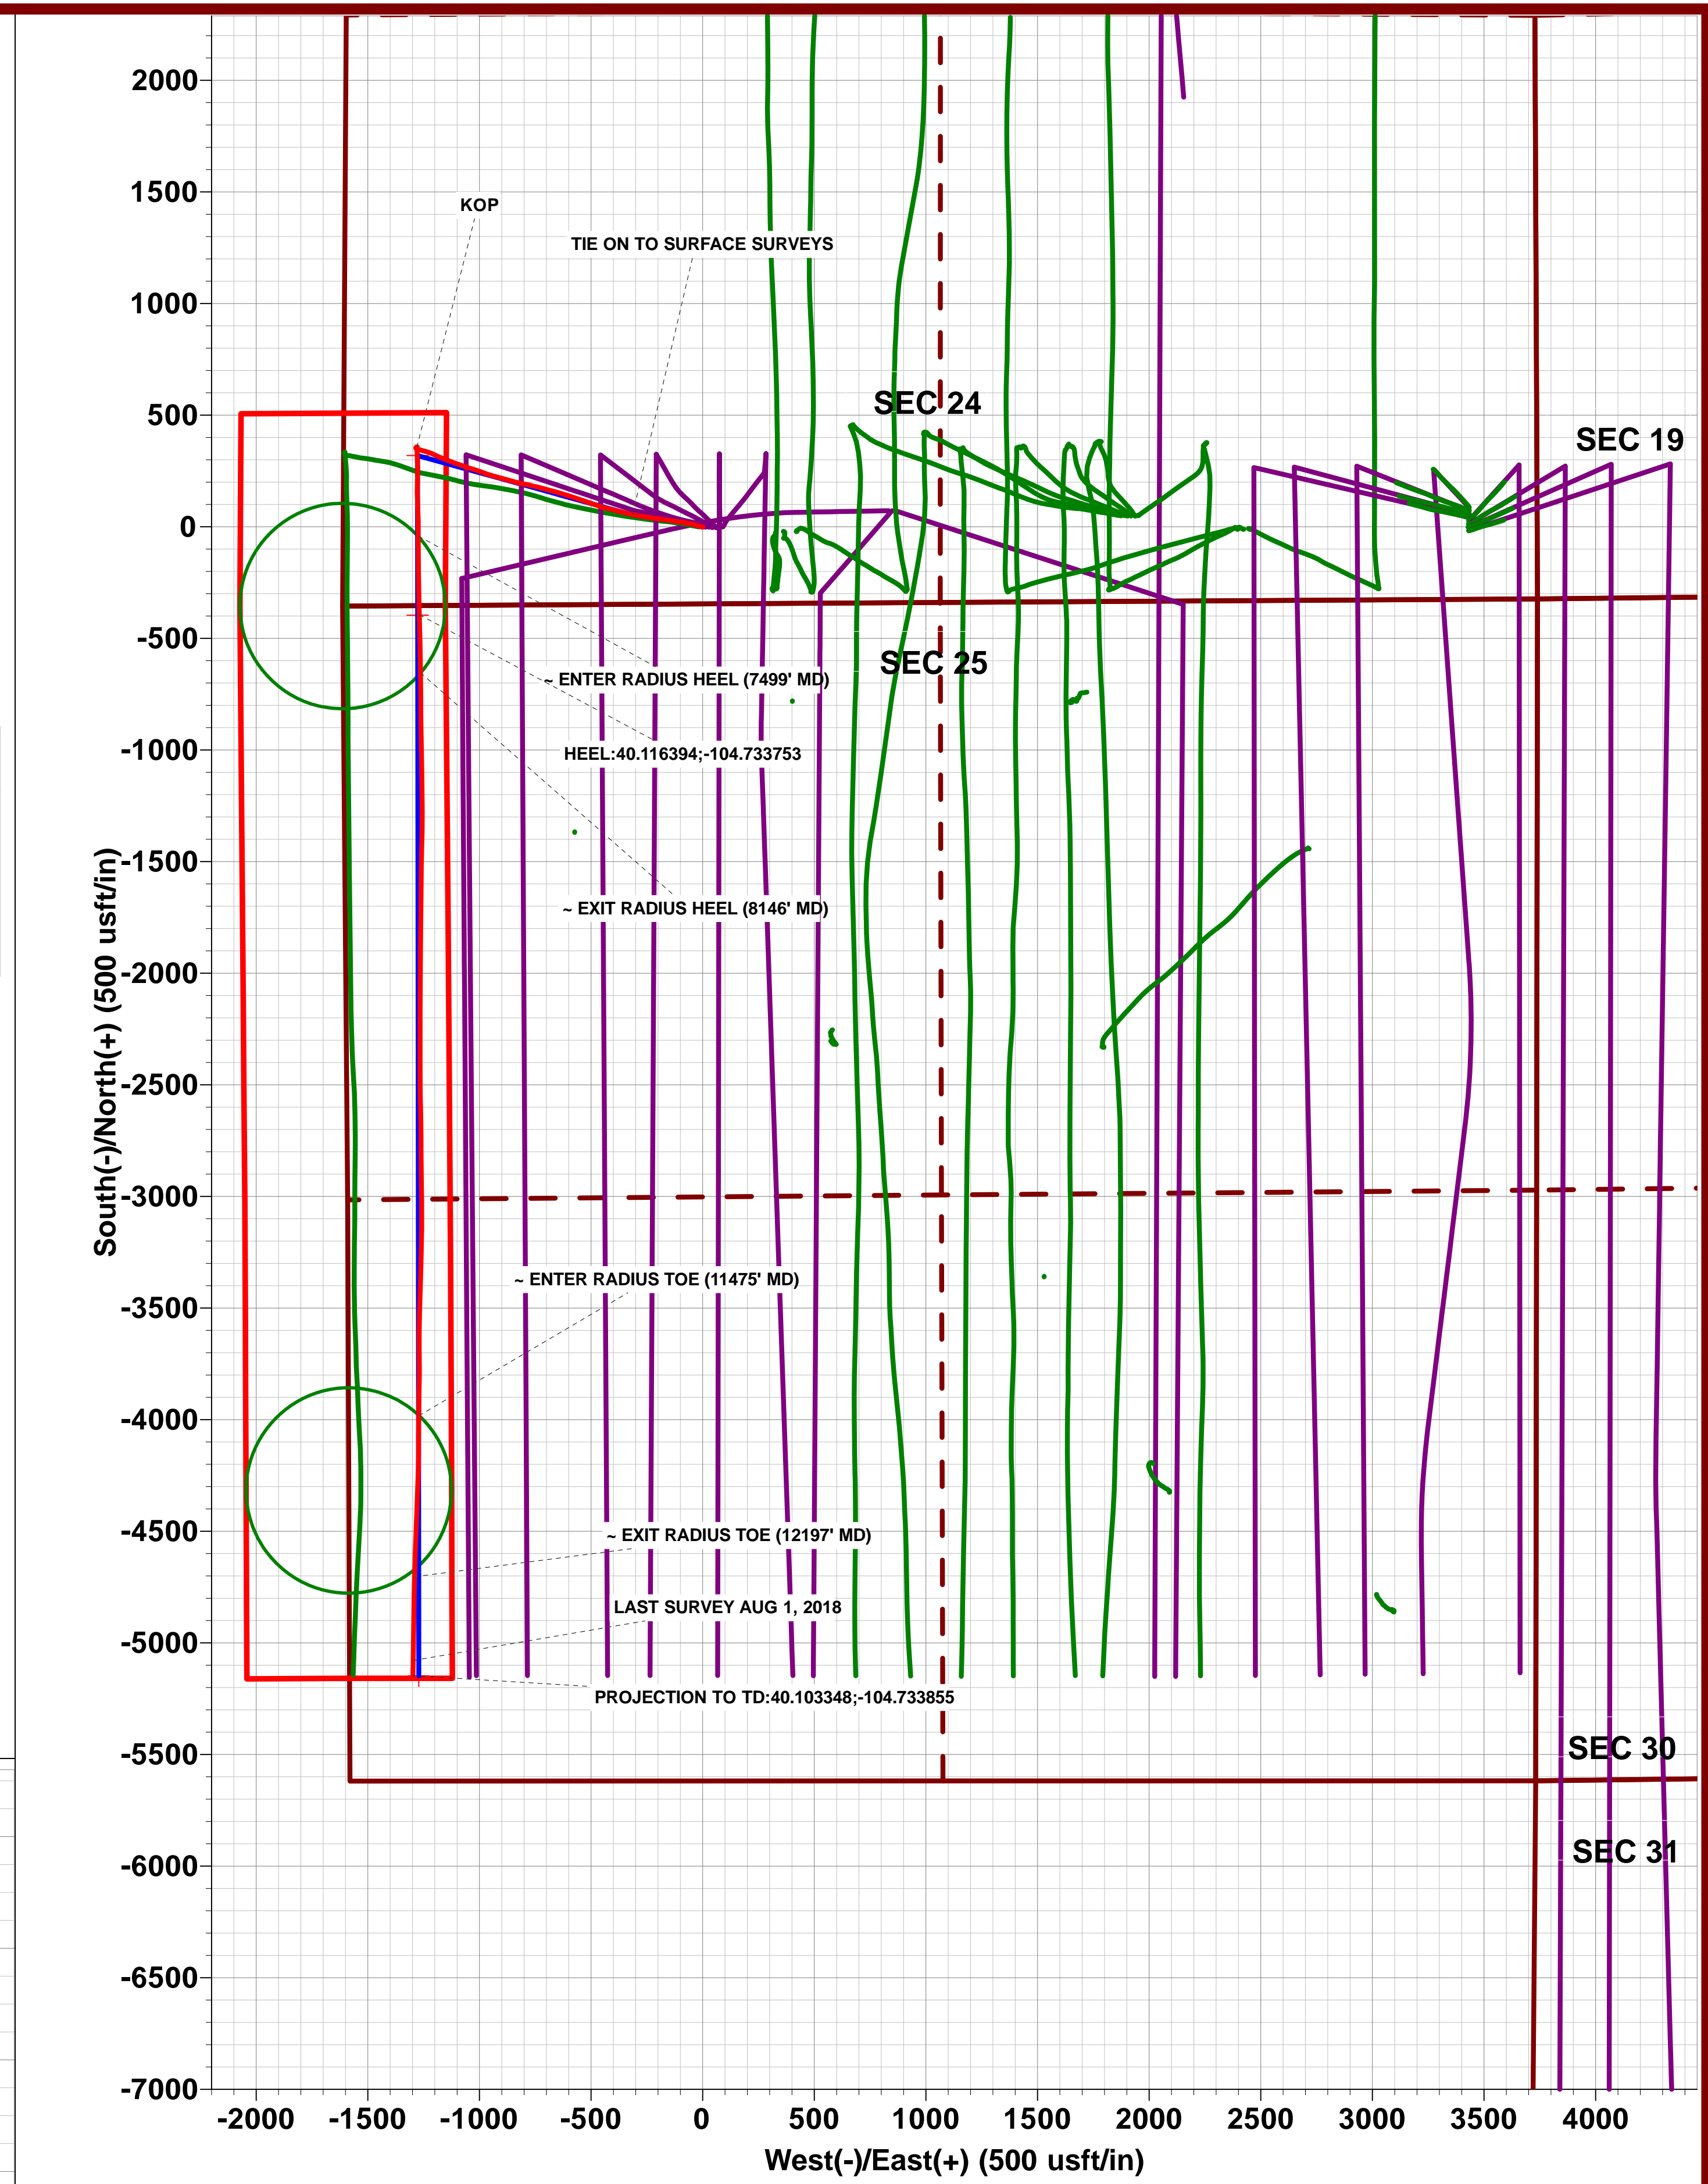 2000
1500
KOP
TIE ON TO SURFACE SURVEYS
1000
500
SEC 24
SEC 19
0
-500
SEC 25
~ ENTER RADIUS HEEL (7499' MD)
-1000
HEEL:40.116394;-104.733753
-1500
~ EXIT RADIUS HEEL (8146' MD)
-2000
South(-)/North(+) (500 usft/in)
-2500
-3000
~ ENTER RADIUS TOE (11475' MD)
-3500
-4000
-4500
~ EXIT RADIUS TOE (12197' MD)
LAST SURVEY AUG 1, 2018
-5000
PROJECTION TO TD:40.103348;-104.733855
-5500
SEC 30
-6000
SEC 31
-6500
-7000
-2000 -1500 -1000 -500 0 500 1000 1500 2000 2500 3000 3500 4000
West(-)/East(+) (500 usft/in)